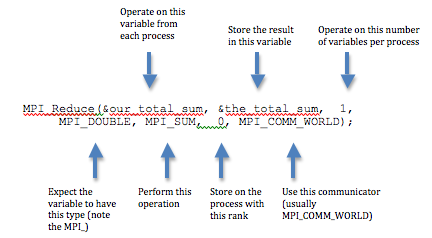 Operate on this
variable from
each process
Store the result
in this variable
Operate on this number
of variables per process
MPI_Reduce(&our_total_sum, &the_total_sum, 1,
MPI_DOUBLE, MPI_SUM, 0, MPI_COMM_WORLD);
Expect the
variable to have
this type (note
the MPI_)
Perform this
operation
Store on the
process with
this rank
Use this communicator
(usually
MPI_COMM_WORLD)